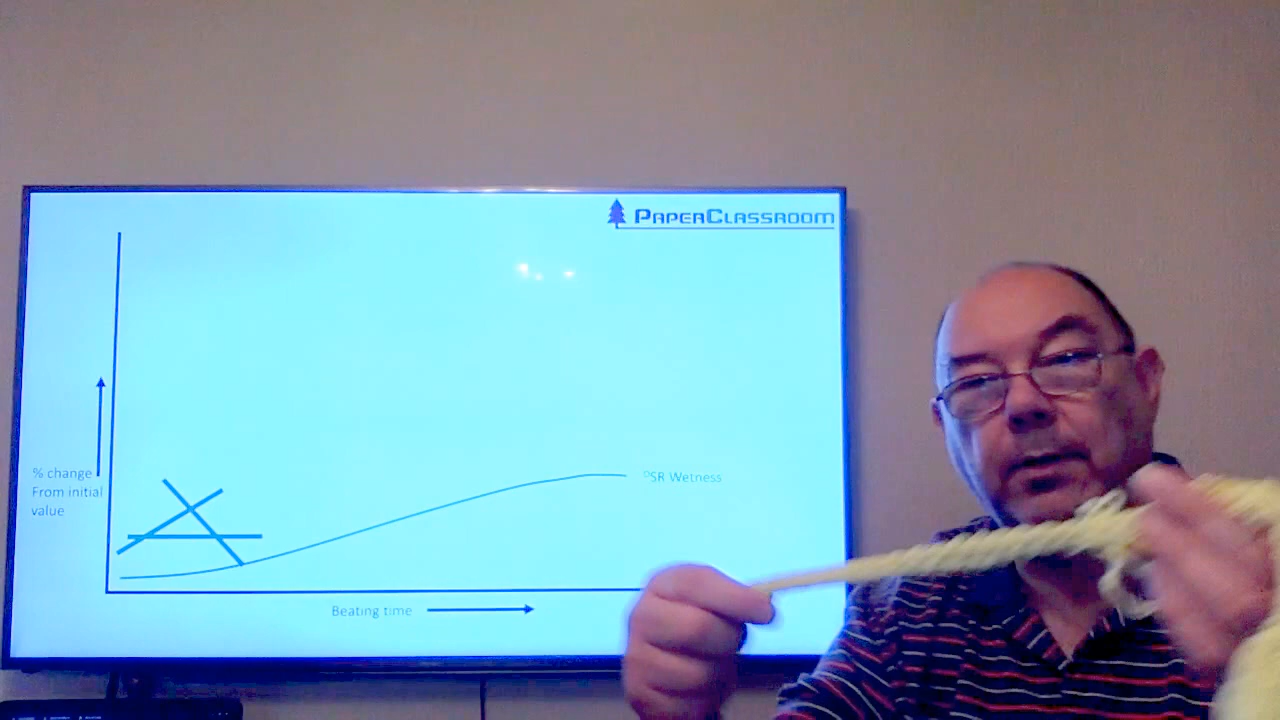 PAPERCLASSROOM
% change
From initial
value
°SR Wetness
Beating time